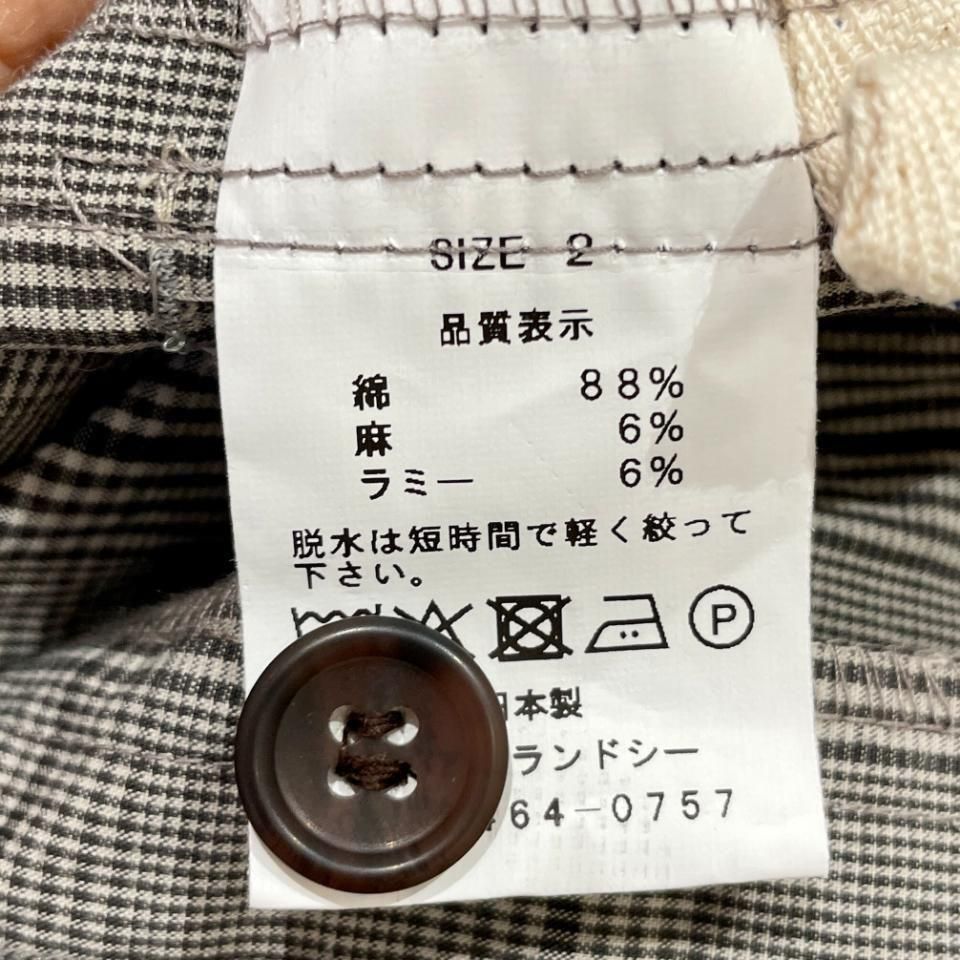 SIZE 2
品質表示
綿 88%
麻 6%
ラミー 6%
脱水は短時間で軽く絞って
下さい。
P
日本製
ランドシー
64-0757